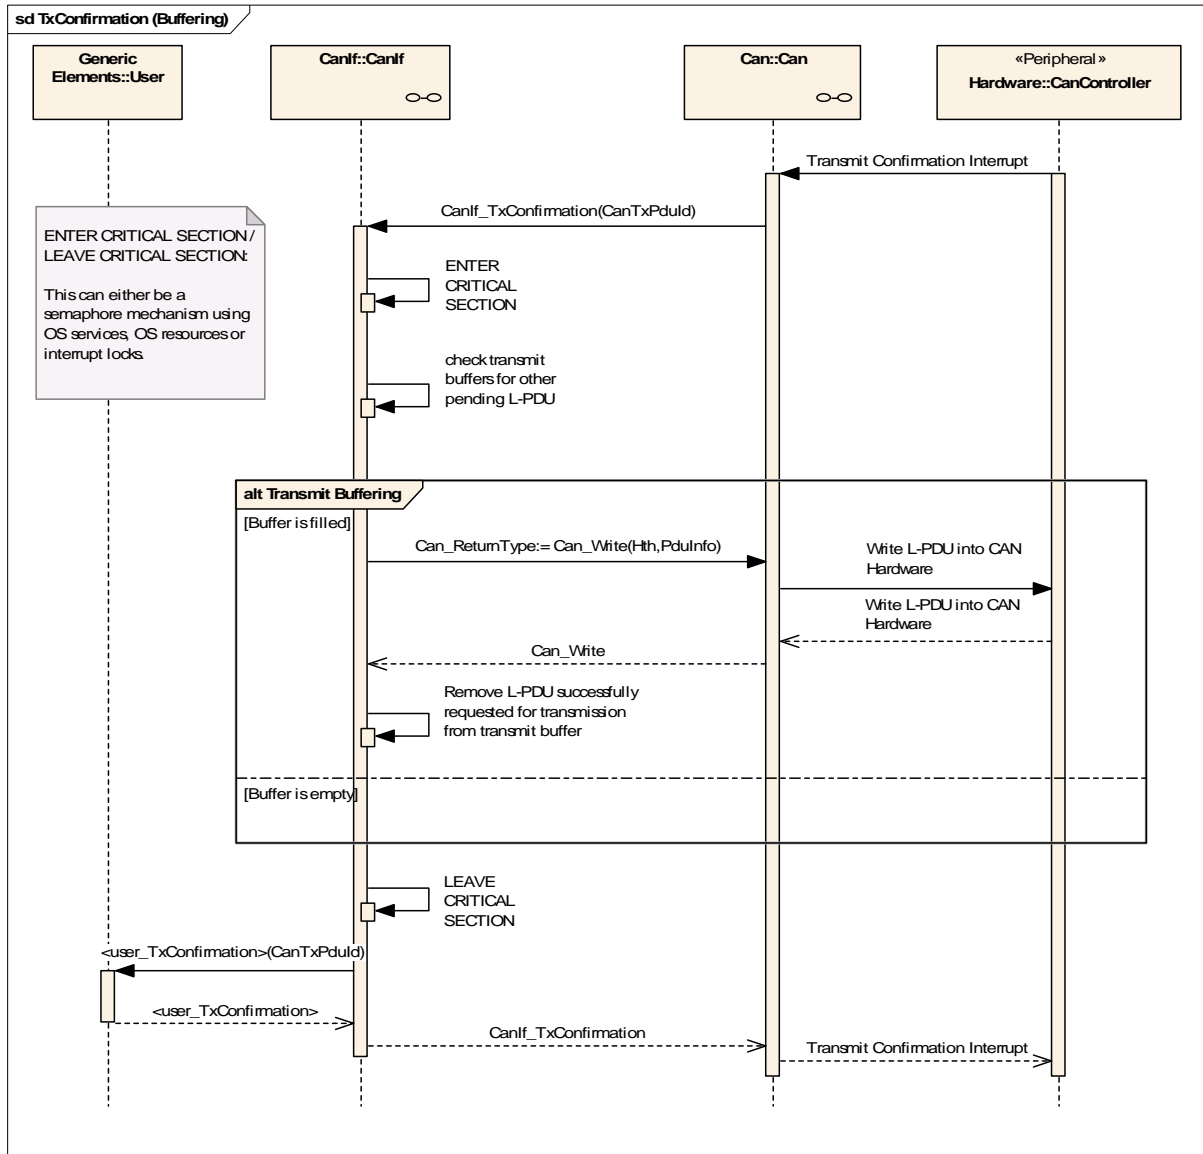 sd TxConfirmation (Buffering)
Generic
Elements::User
CanIf::CanIf
Can::Can
«Peripheral»
Hardware::CanController
Transmit Confirmation Interrupt
CanIf_TxConfirmation(CanTxPduId)
ENTER CRITICAL SECTION /
LEAVE CRITICAL SECTION:
This can either be a
semaphore mechanism using
OS services, OS resources or
interrupt locks.
ENTER
CRITICAL
SECTION
check transmit
buffers for other
pending L-PDU
alt Transmit Buffering
[Buffer is filled]
Can_ReturnType:= Can_Write(Hth,PduInfo)
Write L-PDU into CAN
Hardware
Write L-PDU into CAN
Hardware
Can_Write
Remove L-PDU successfully
requested for transmission
from transmit buffer
[Buffer is empty]
LEAVE
CRITICAL
SECTION
<user_TxConfirmation>(CanTxPduId)
<user_TxConfirmation>
CanIf_TxConfirmation
Transmit Confirmation Interrupt